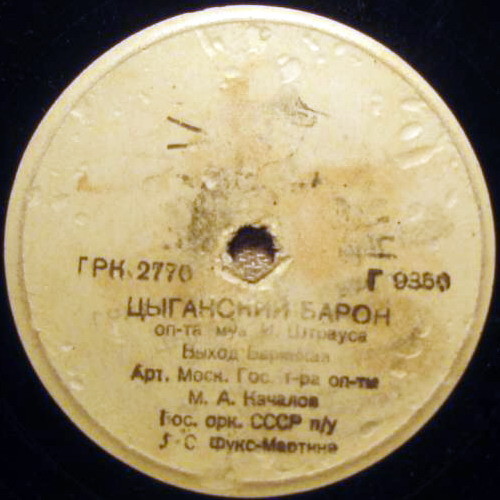 ГРК 2770 Г 9350
ЦЫГАНСКИЙ БАРОН
оп-та муз И. Штрауса
Выход Баринкая
Арт. Моск. Гос. т-ра оп-ты
М. А. Качалов
Гос. орк. СССР п/у
С. Фукс-Мартина